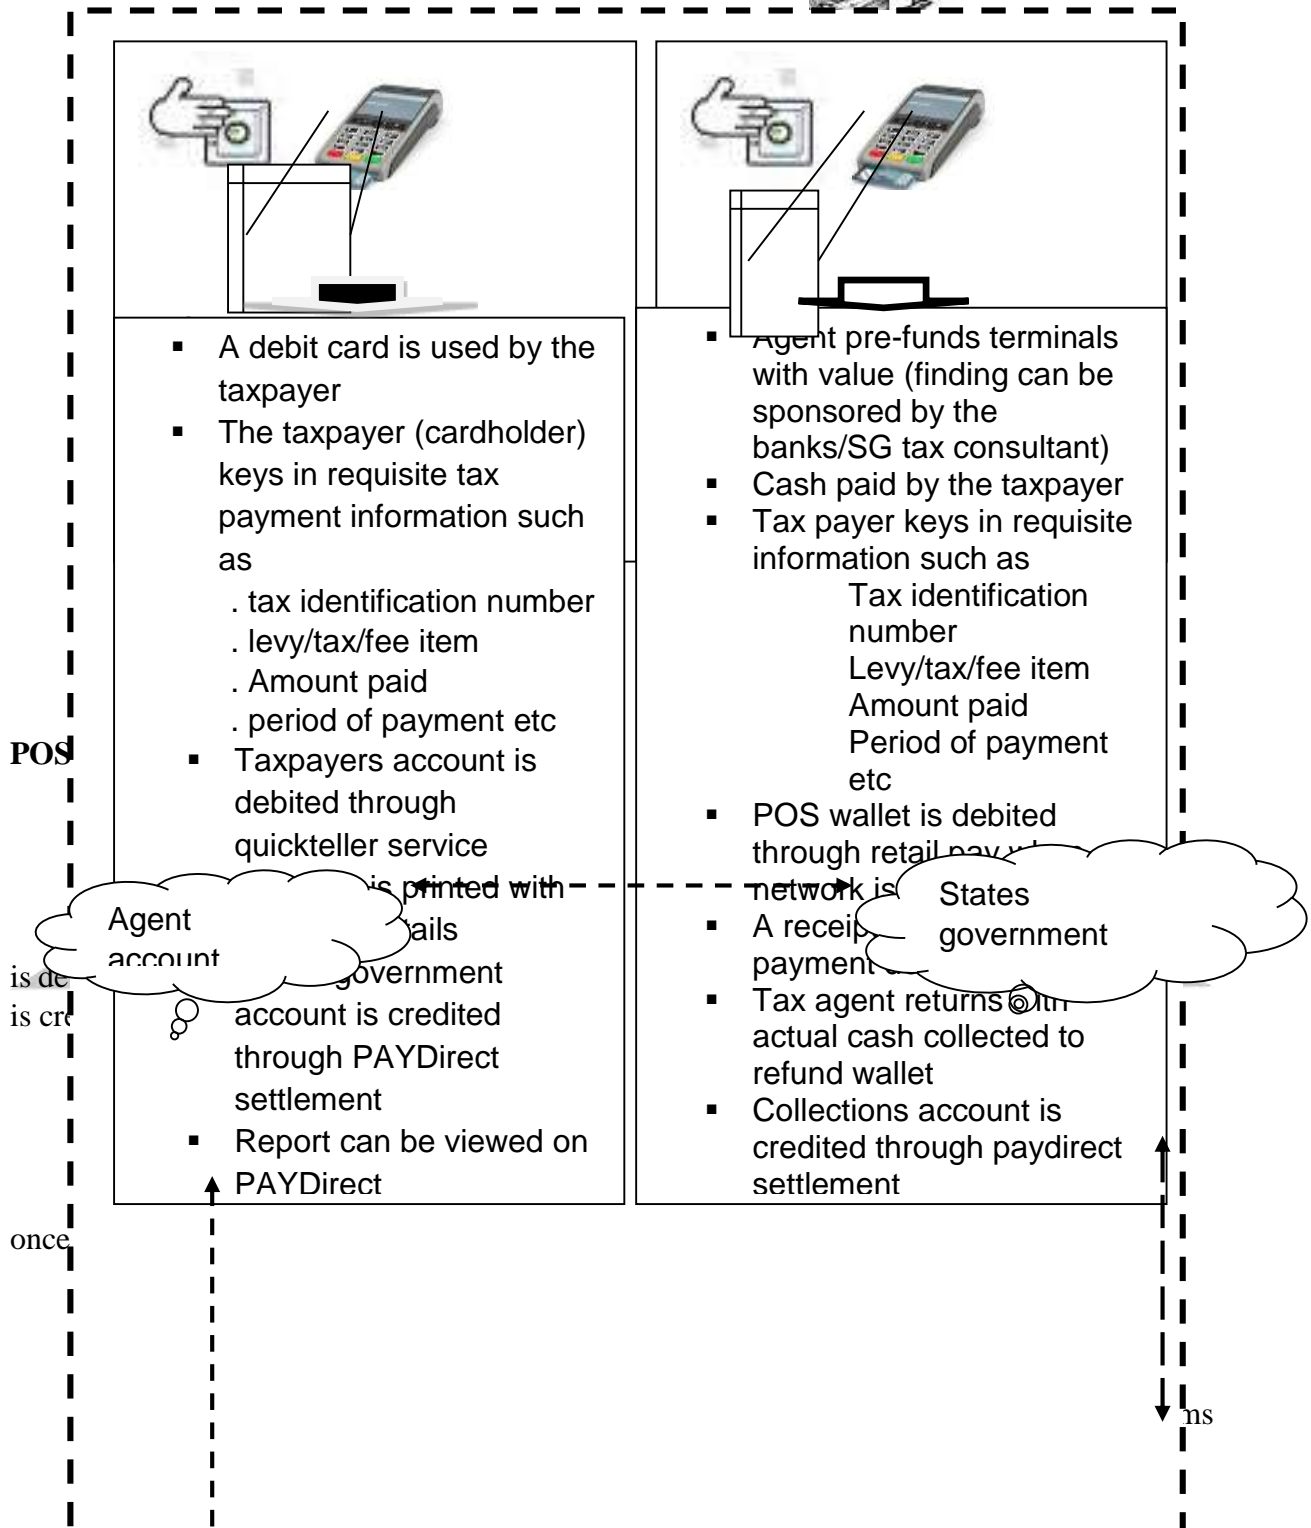 ▪ A debit card is used by the
taxpayer
▪ The taxpayer (cardholder)
keys in requisite tax
payment information such
as
. tax identification number
. levy/tax/fee item
. Amount paid
. period of payment etc
▪ Taxpayers account is
debited through
quickteller service
is printed with
account is credited
through PAYDirect
settlement
▪ Report can be viewed on
PAYDirect
▪ Agent pre-funds terminals
with value (finding can be
sponsored by the
banks/SG tax consultant)
▪ Cash paid by the taxpayer
▪ Tax payer keys in requisite
information such as
Tax identification
number
Levy/tax/fee item
Amount paid
Period of payment
etc
▪ POS wallet is debited
through retail pay
network is
▪ A
payment
▪ Tax agent returns with
actual cash collected to
refund wallet
▪ Collections account is
credited through paydirect
settlement
Agent
account
States
government
POS
is
is
once